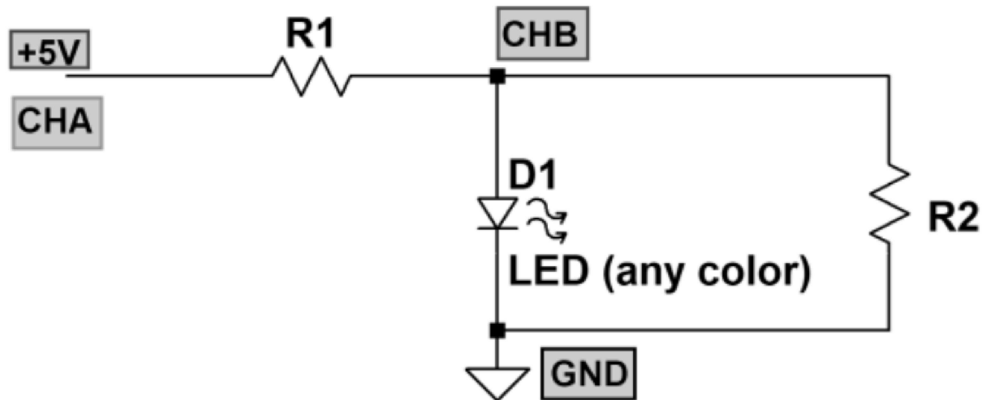 +5V
CHA
R1
CHB
D1
LED (any color)
R2
GND